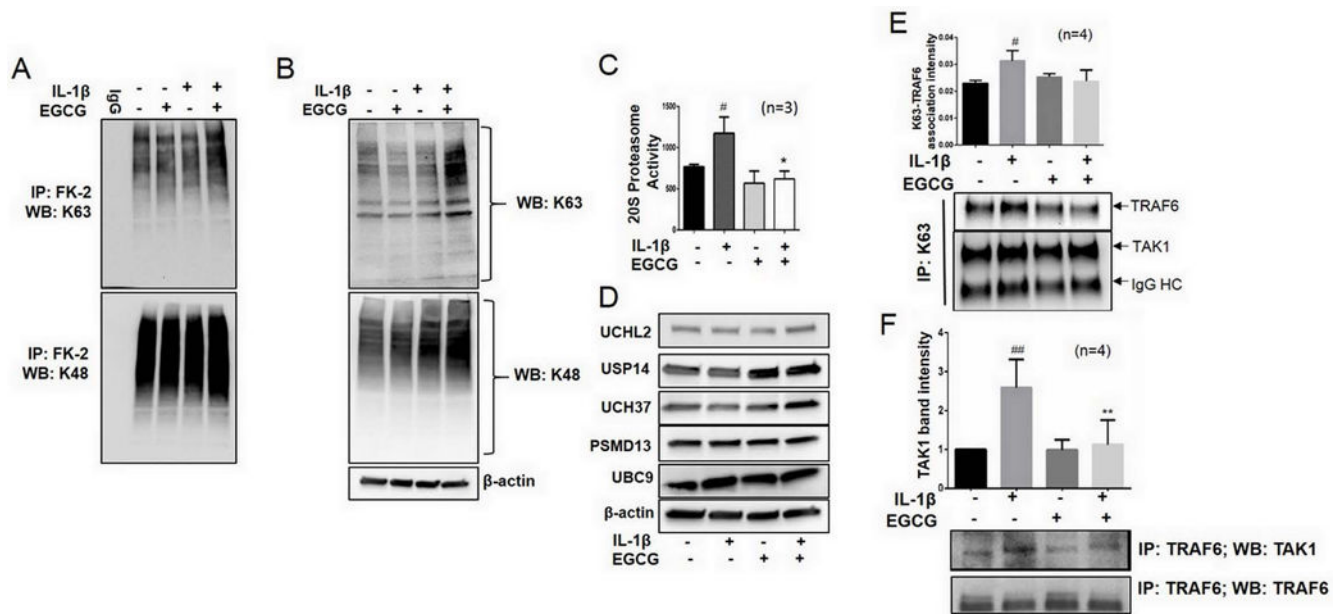 A
IL-1β - - + +
EGCG - + - +
IgG
IP: FK-2
WB: K63
IP: FK-2
WB: K48
B
IL-1β - - + +
EGCG - + - +
WB: K63
WB: K48
β-actin
C
20S Proteasome
Activity
1500
1000
500
0
#
*
(n=3)
IL-1β - + - +
EGCG - - + +
D
UCHL2
USP14
UCH37
PSMD13
UBC9
β-actin
IL-1β - + - +
EGCG - - + +
E
K63-TRAF6
association intensity
0.04
0.03
0.02
0.01
0.00
#
(n=4)
IL-1β - + - +
EGCG - - + +
IP: K63
TRAF6
TAK1
IgG HC
F
TAK1 band intensity
4
3
2
1
0
##
**
(n=4)
IL-1β - + - +
EGCG - - + +
IP: TRAF6; WB: TAK1
IP: TRAF6; WB: TRAF6